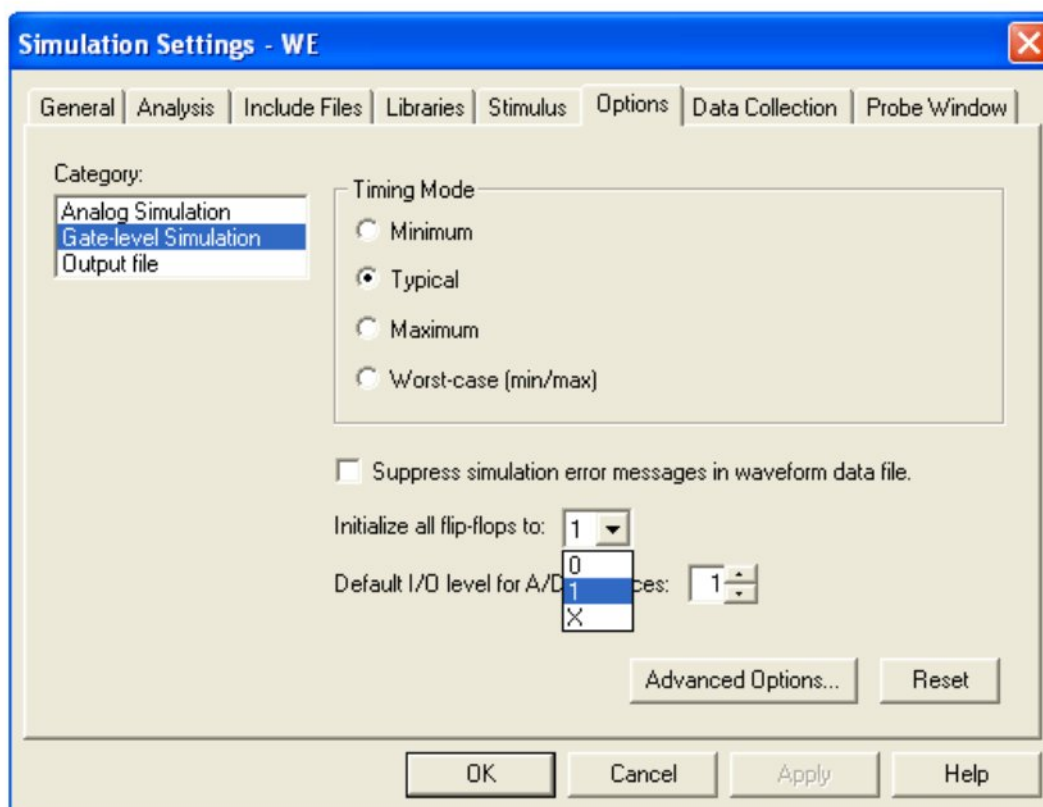 Simulation Settings - WE
General Analysis Include Files Libraries Stimulus Options Data Collection Probe Window
Category:
Analog Simulation
Gate-level Simulation
Output file
Timing Mode
Minimum
Typical
Maximum
Worst-case (min/max)
Suppress simulation error messages in waveform data file.
Initialize all flip-flops to: 1
0
1
X
Default I/O level for A/D ces: 1
Advanced Options... Reset
OK Cancel Apply Help